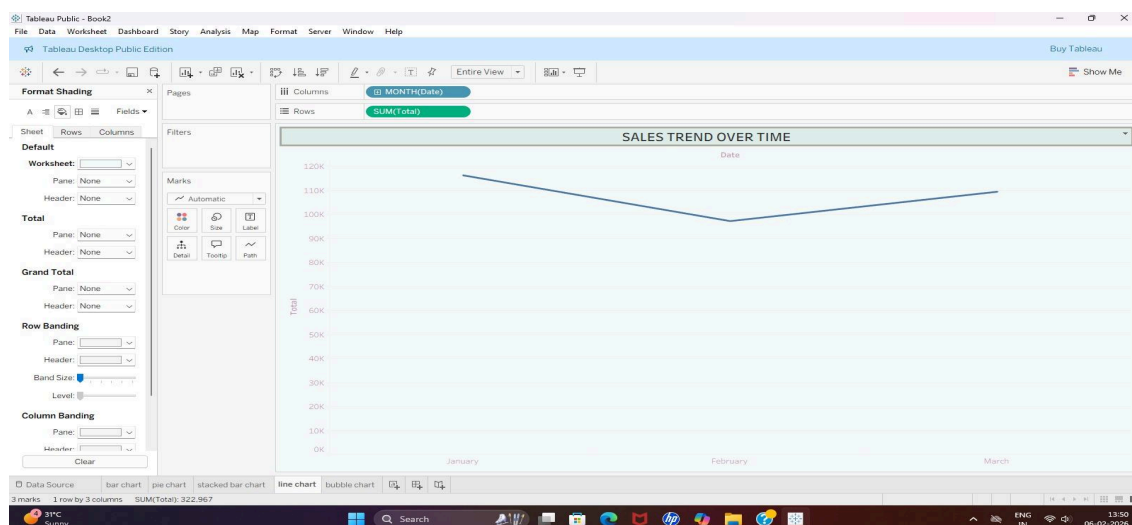 Tableau Public - Book2
File Data Worksheet Dashboard Story Analysis Map Format Server Window Help
Tableau Desktop Public Edition
Buy Tableau
Entire View
Show Me
Format Shading
Fields
Sheet Rows Columns
Default
Worksheet:
Pane: None
Header: None
Total
Pane: None
Header: None
Grand Total
Pane: None
Header: None
Row Banding
Pane:
Header:
Band Size:
Level:
Column Banding
Pane:
Header:
Clear
Pages
Filters
Marks
Automatic
Color Size Label
Detail Tooltip Path
Columns MONTH(Date)
Rows SUM(Total)
SALES TREND OVER TIME
Date
120K
110K
100K
90K
80K
70K
60K
50K
40K
30K
20K
10K
0K
Total
January February March
Data Source bar chart pie chart stacked bar chart line chart bubble chart
3 marks 1 row by 3 columns SUM(Total): 322.967
31°C
Sunny
Search
ENG
IN
13:50
06-02-2026